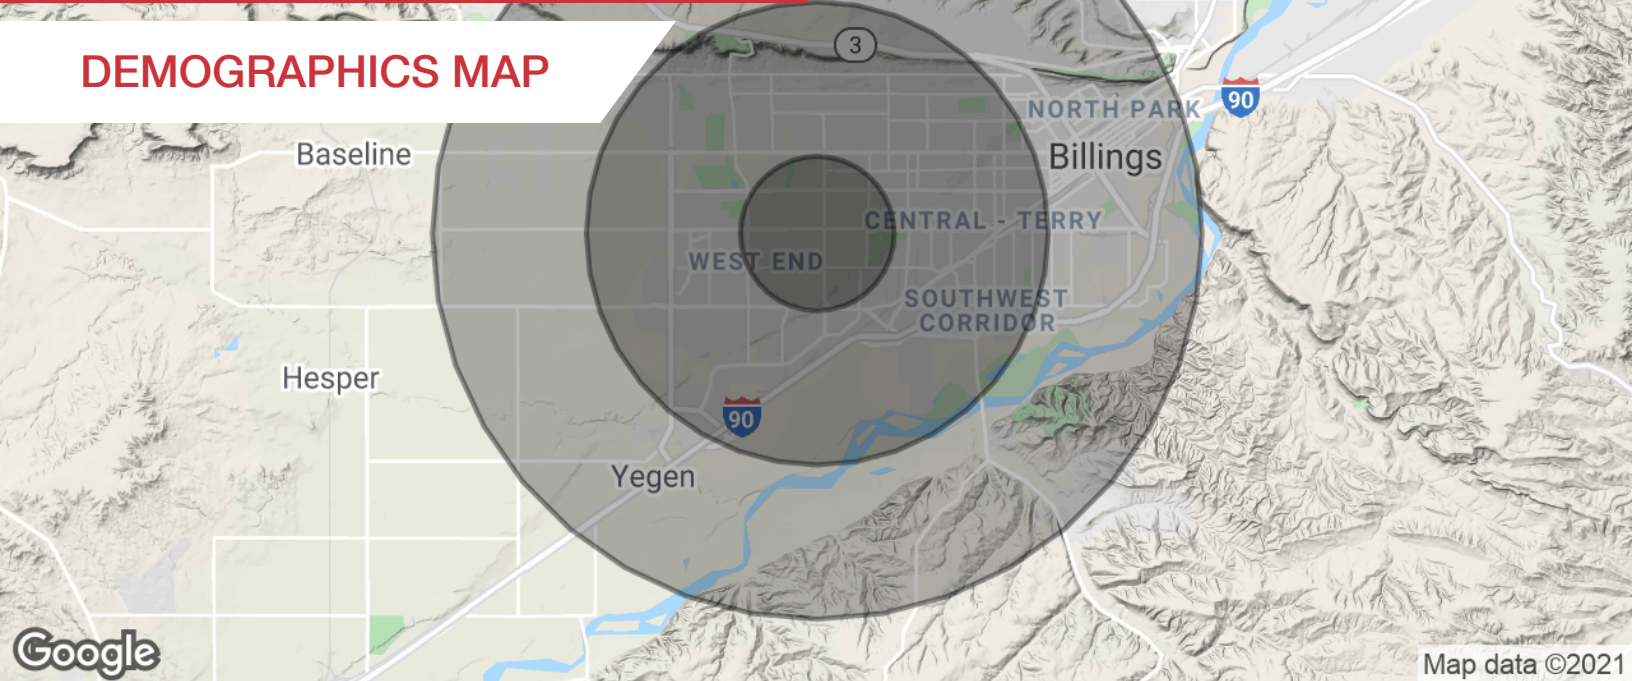 DEMOGRAPHICS MAP
3
NORTH PARK
90
Baseline
Billings
CENTRAL - TERRY
WEST END
SOUTHWEST
CORRIDOR
Hesper
90
Yegen
Google
Map data ©2021